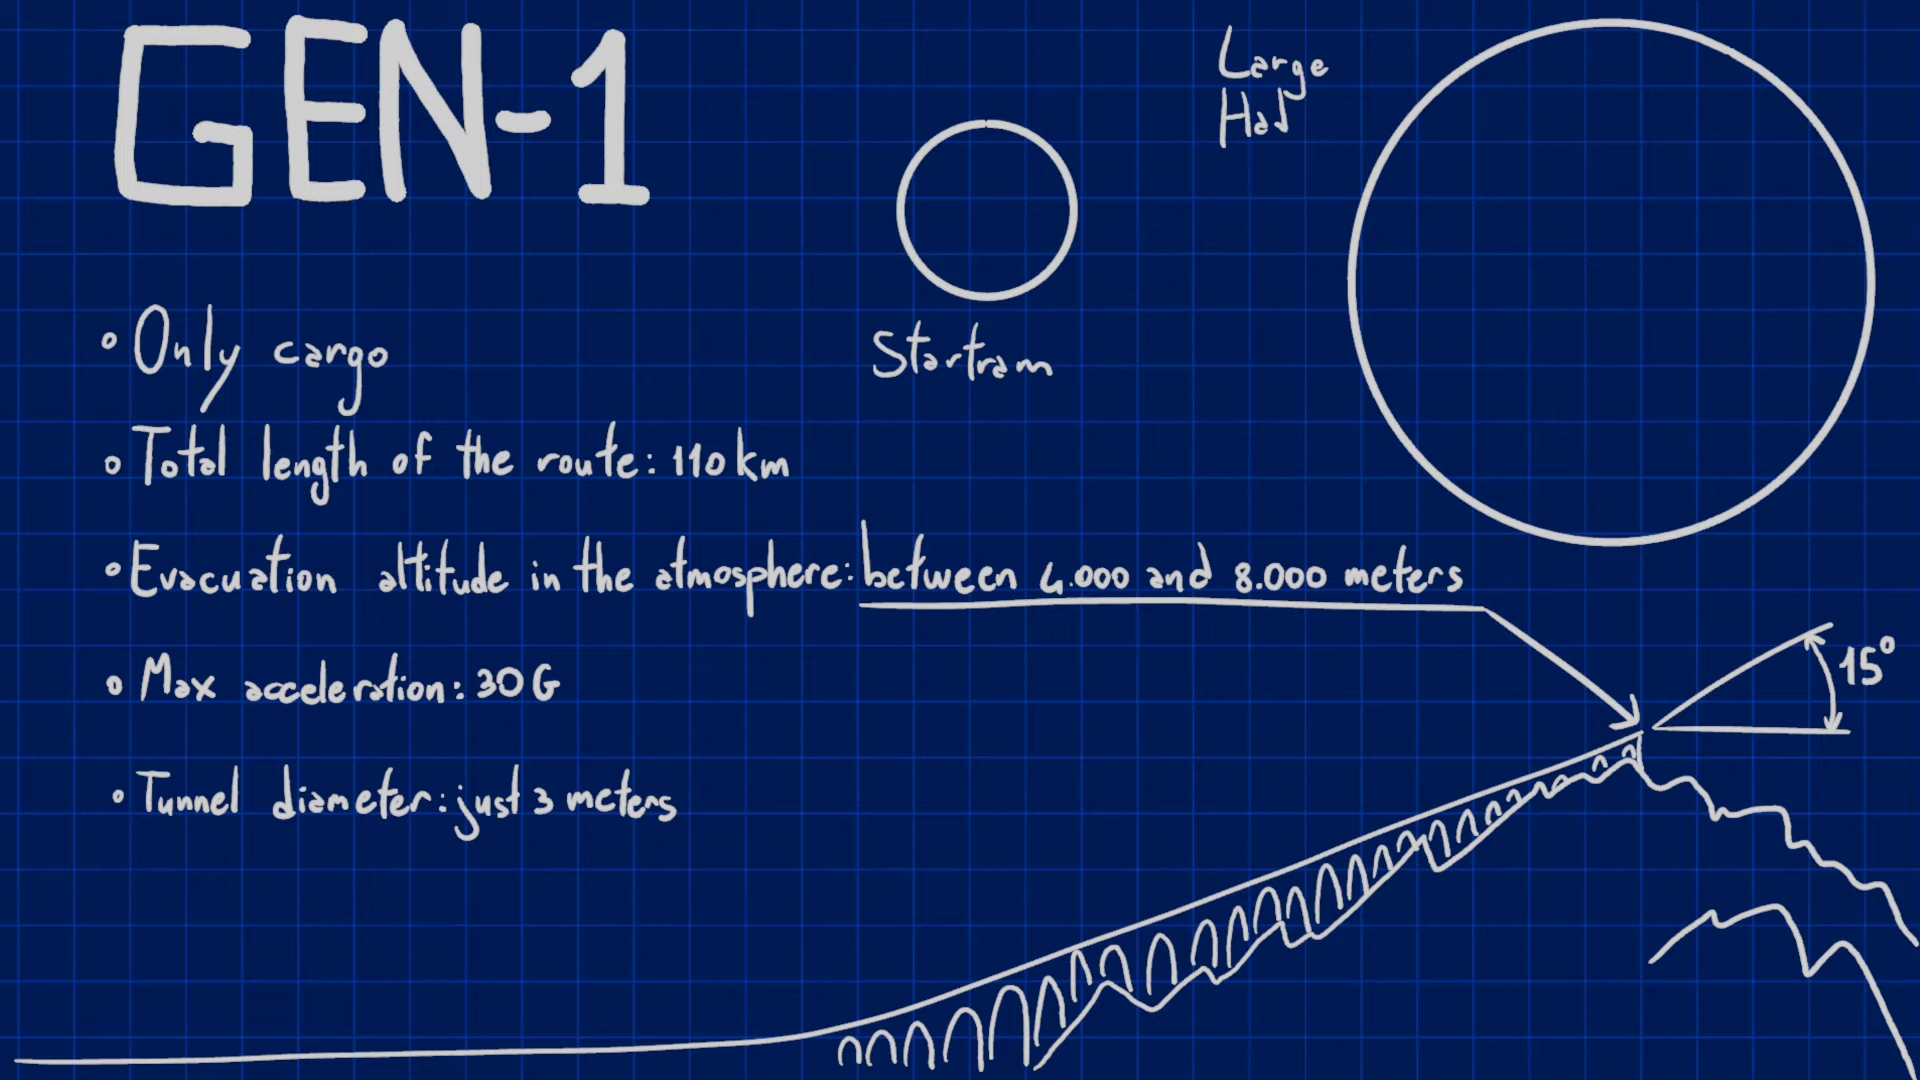 GEN-1
Large
Had
Startram
• Only cargo
• Total length of the route: 110 km
• Evacuation altitude in the atmosphere: between 4.000 and 8.000 meters
• Max acceleration: 30 G
15°
• Tunnel diameter: just 3 meters